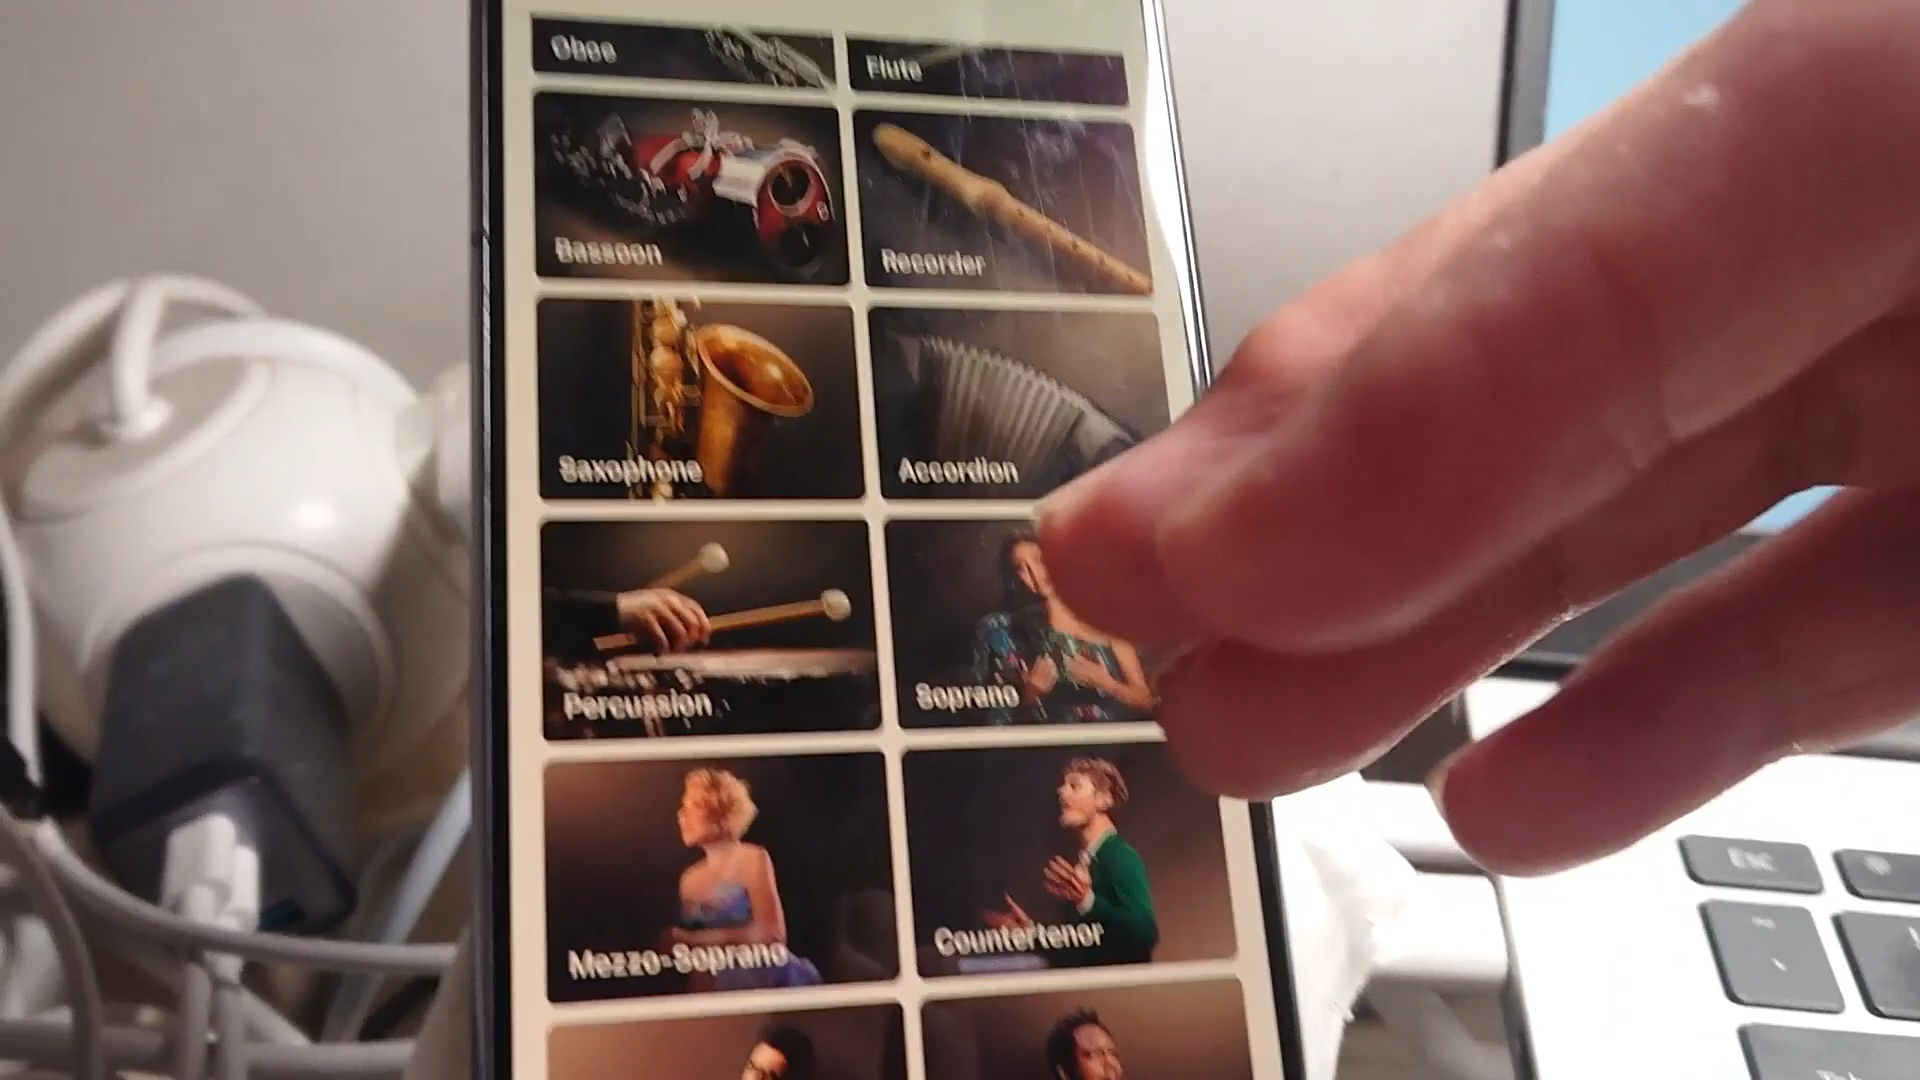 Oboe
Flute
Bassoon
Recorder
Saxophone
Accordion
Percussion
Soprano
Mezzo-Soprano
Countertenor
esc